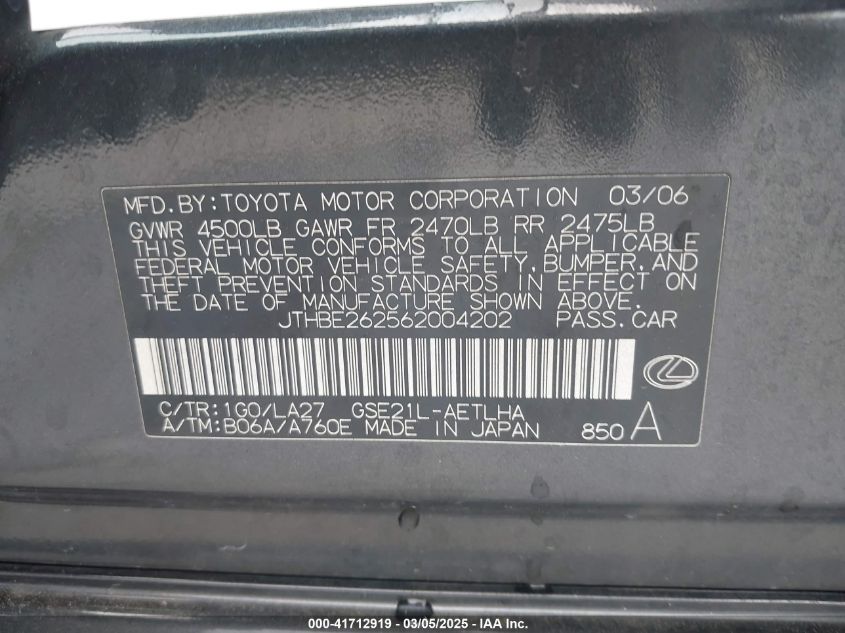 MFD. BY: TOYOTA MOTOR CORPORATION 03/06
GVWR 4500LB GAWR FR 2470LB RR 2475LB
THIS VEHICLE CONFORMS TO ALL APPLICABLE
FEDERAL MOTOR VEHICLE SAFETY, BUMPER, AND
THEFT PREVENTION STANDARDS IN EFFECT ON
THE DATE OF MANUFACTURE SHOWN ABOVE.
JTHBE262562004202 PASS. CAR
C/TR: 1G0/LA27 GSE21L-AETLHA
A/TM: B06A/A760E MADE IN JAPAN 850 A
000-41712919 - 03/05/2025 - IAA Inc.